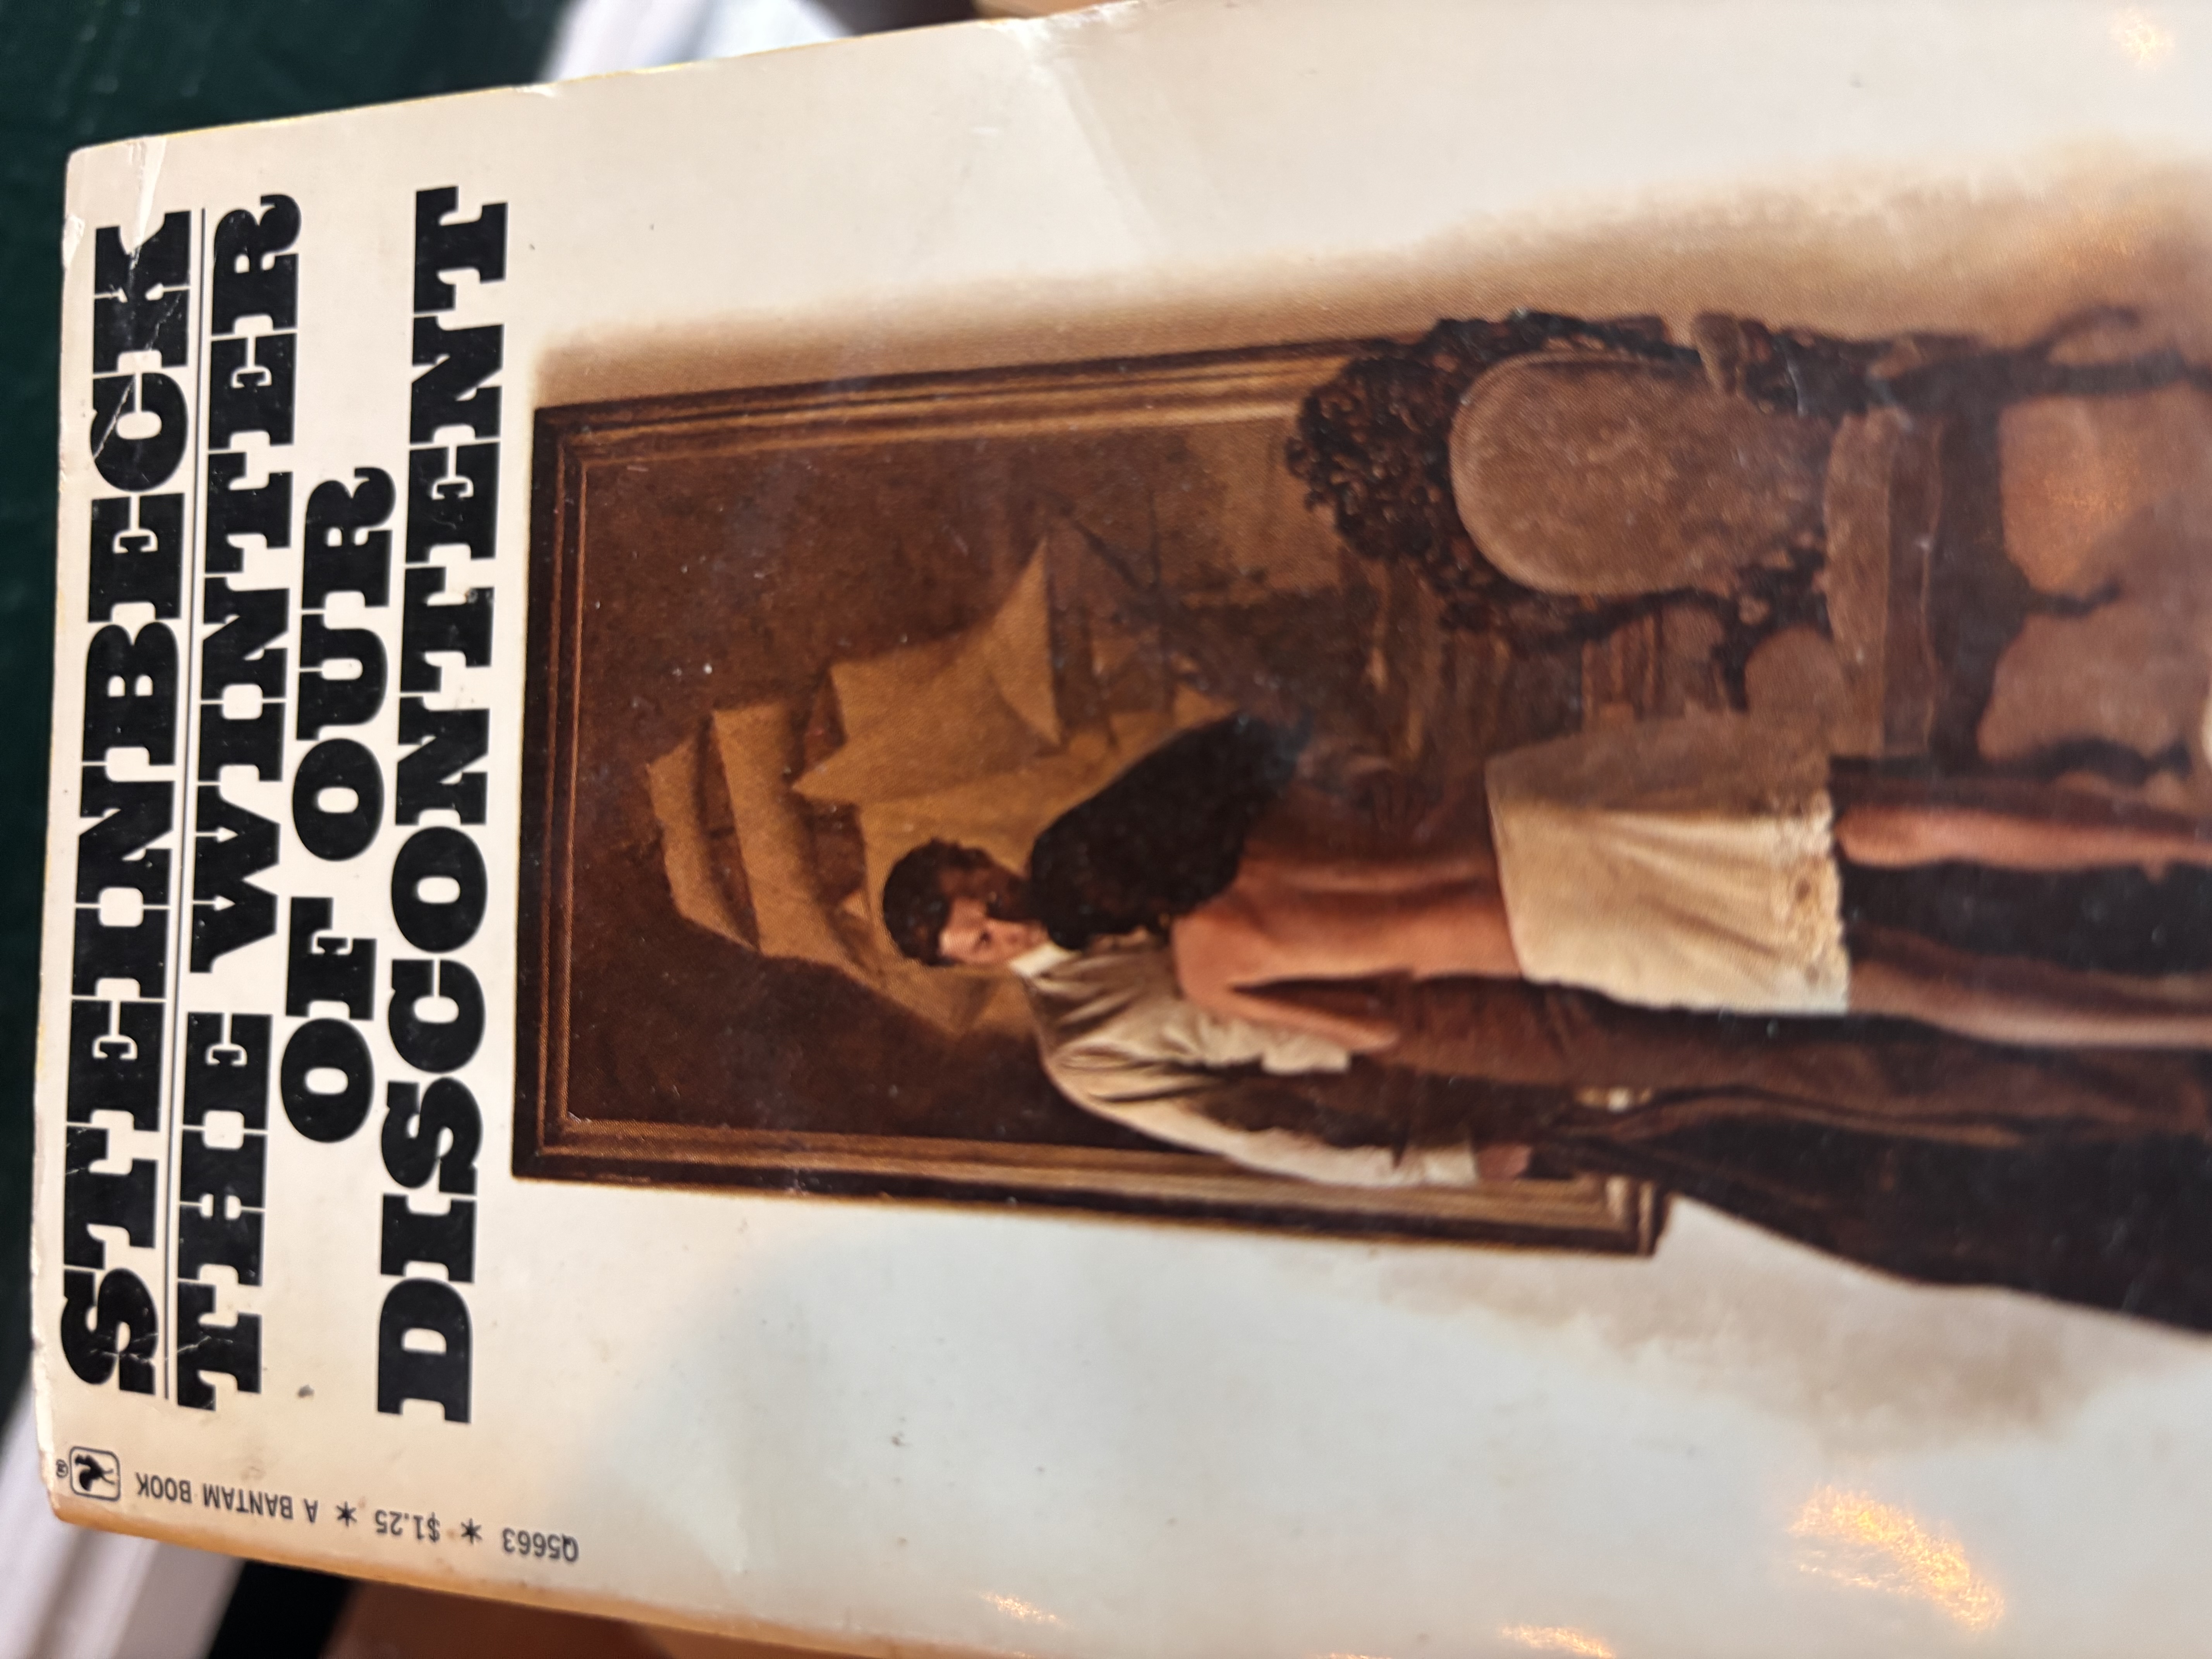 STEINBECK
THE WINTER
OF OUR
DISCONTENT
Q5663 * $1.25 * A BANTAM BOOK ®